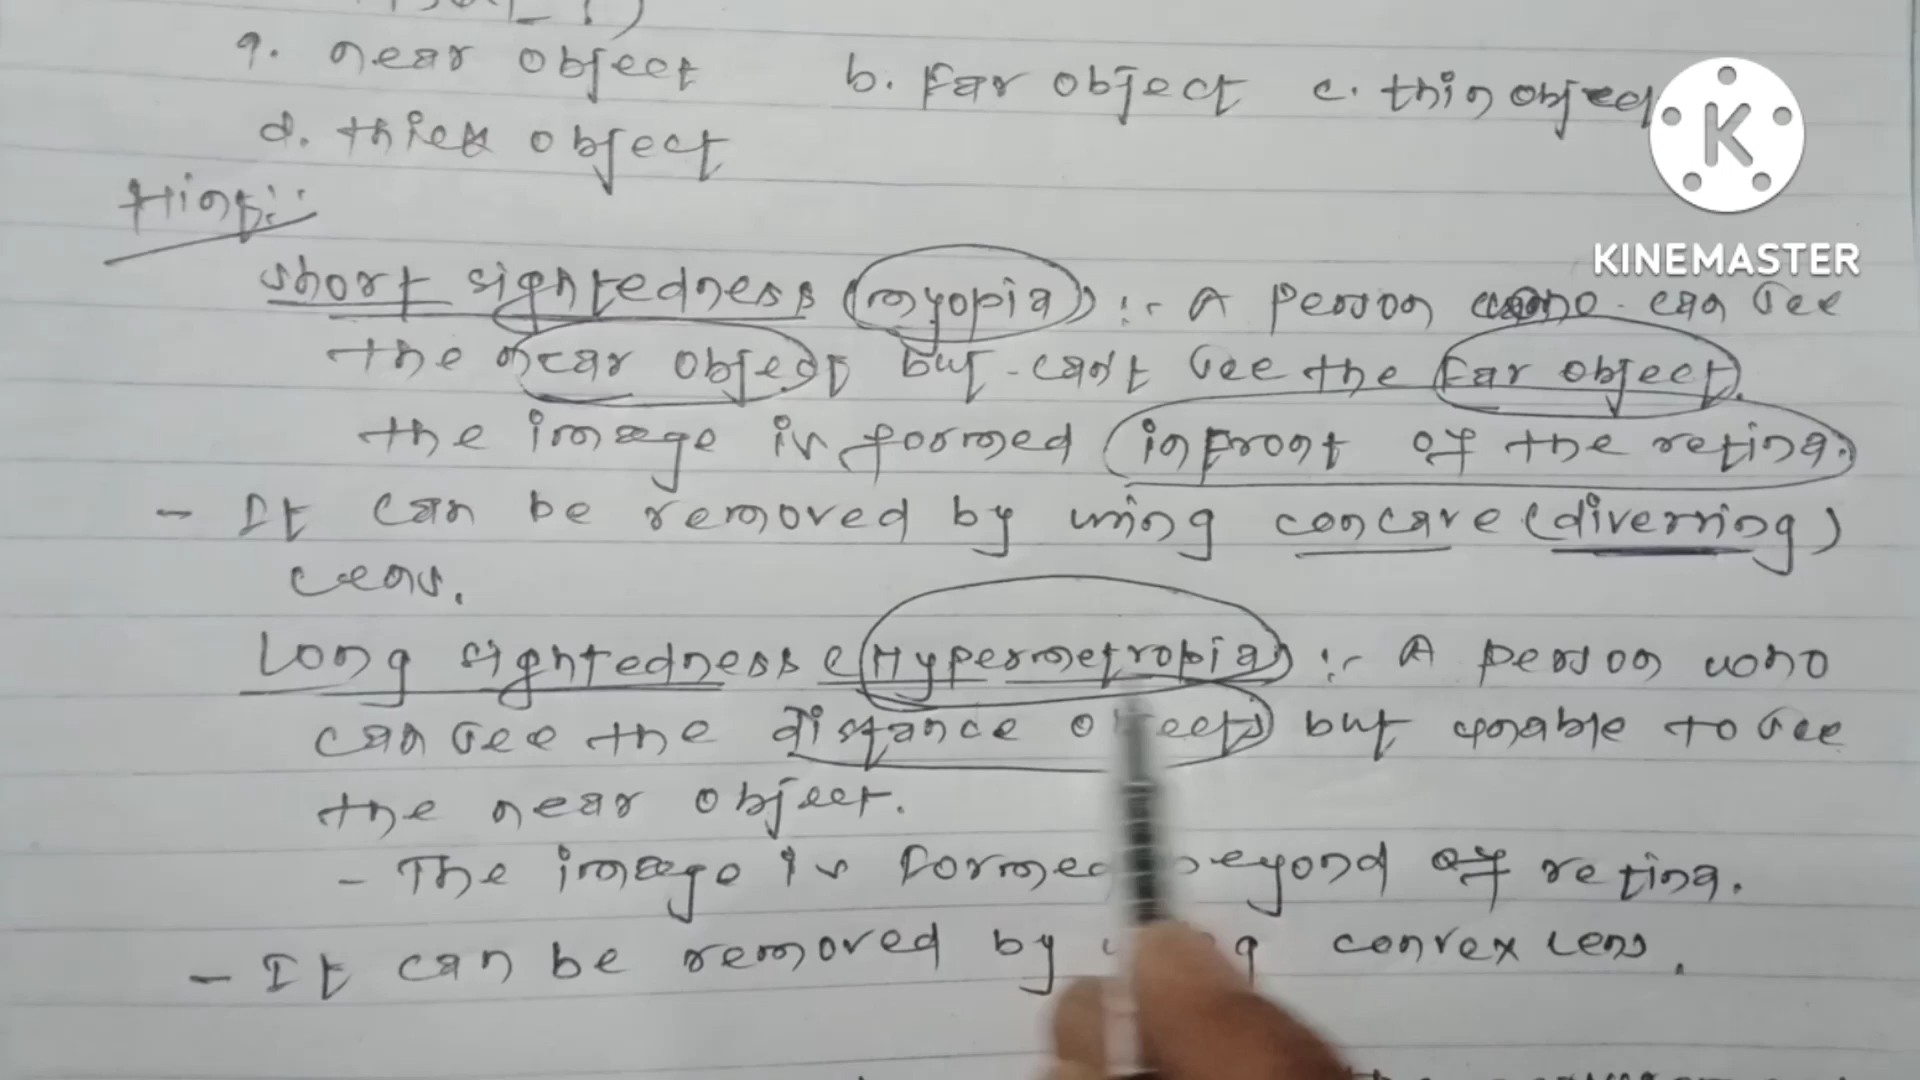 a. near object b. Far object c. thin object
d. thick object
Hint:-
short sightedness (myopia) :- A person who can see
the near object but can't see the Far object.
the image is formed infront of the retina.
- It can be removed by using concave (diversing)
lens.
Long sightedness (Hypermetropia) :- A person who
can see the distance objects but unable to see
the near object.
- The image is formed beyond of retina.
- It can be removed by using convex lens.
K
KINEMASTER